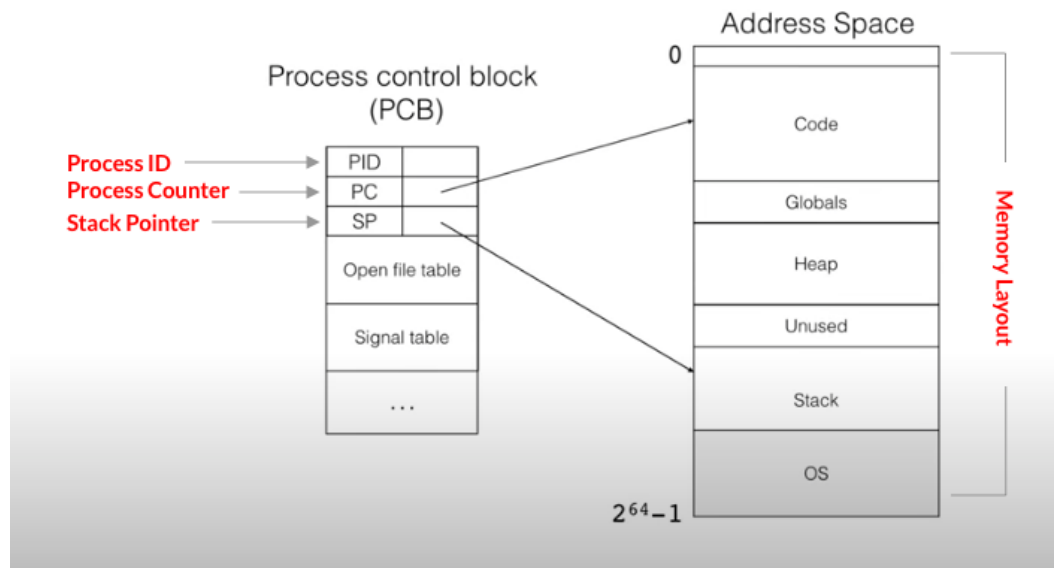 Address Space
0
Process control block
(PCB)
Code
Process ID
PID
Process Counter
PC
Stack Pointer
SP
Globals
Open file table
Heap
Memory Layout
Signal table
Unused
...
Stack
OS
2⁶⁴−1